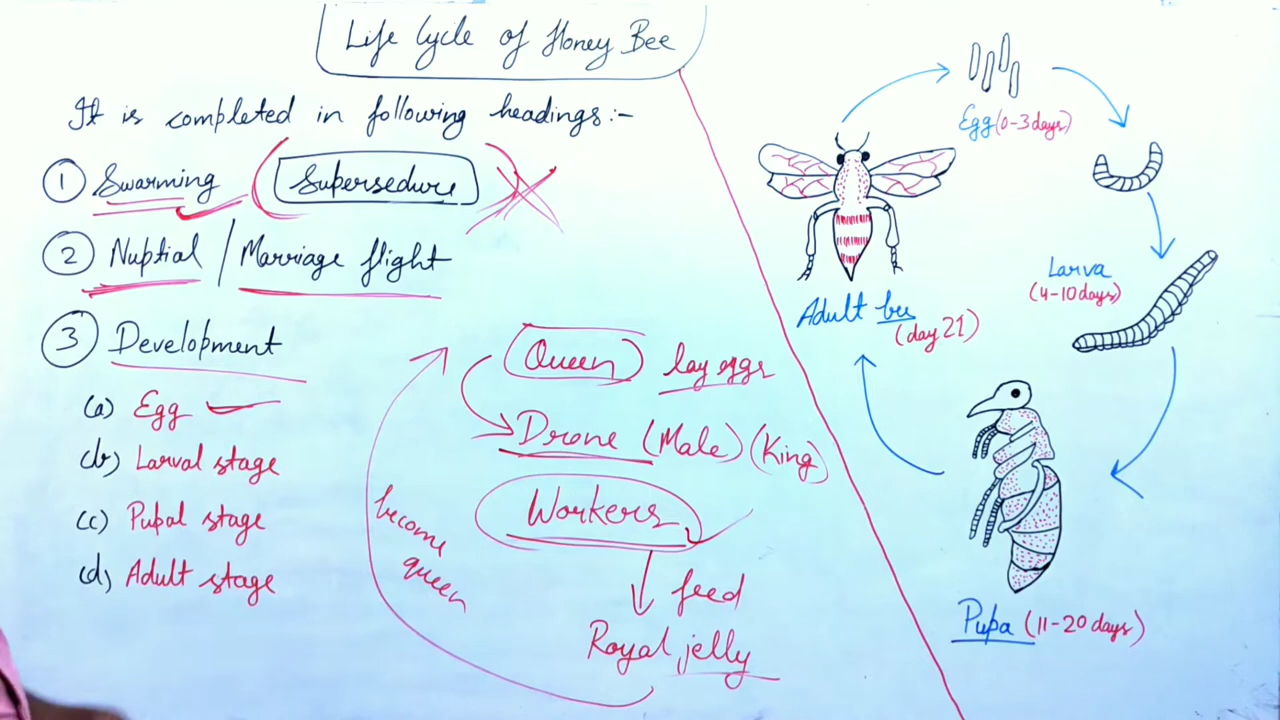 Life Cycle of Honey Bee
It is completed in following headings:-
① Swarming (Supersedure)
② Nuptial / Marriage flight
③ Development
(a) Egg
(b) Larval stage
(c) Pupal stage
(d) Adult stage
Queen lay eggs
Drone (Male) (King)
Workers
feed
Royal jelly
become
queen
Egg (0-3 days)
Larva
(4-10 days)
Pupa (11-20 days)
Adult bee
(day 21)